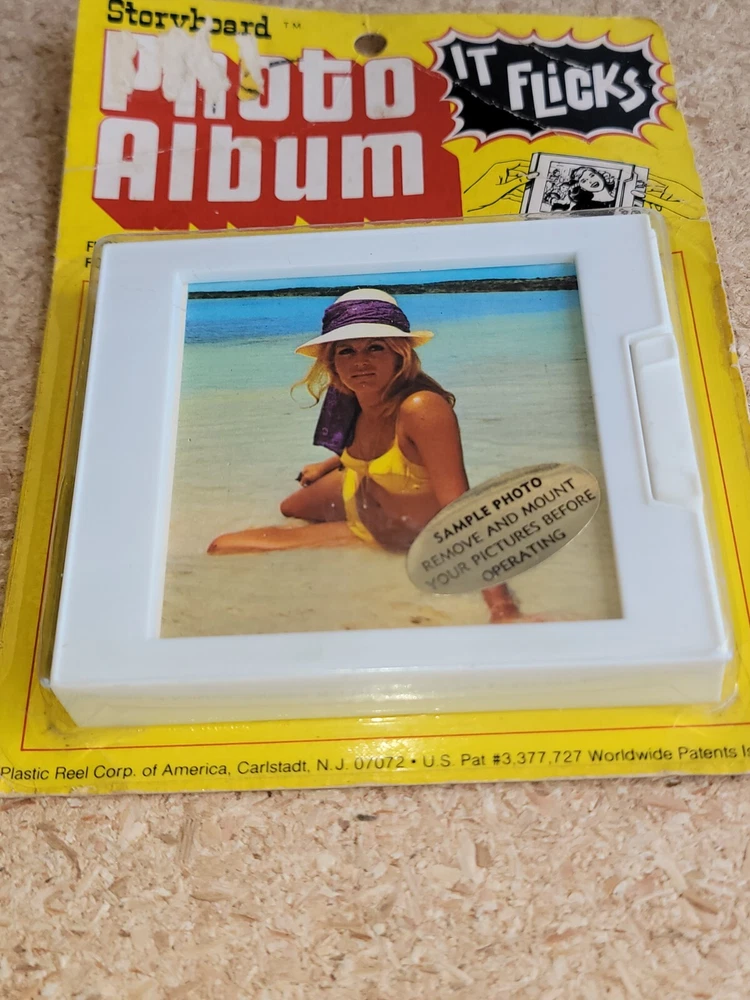 Storyboard ™
Photo
Album
IT FLICKS
SAMPLE PHOTO
REMOVE AND MOUNT
YOUR PICTURES BEFORE
OPERATING
Plastic Reel Corp. of America, Carlstadt, N.J. 07072 • U.S. Pat #3,377,727 Worldwide Patents